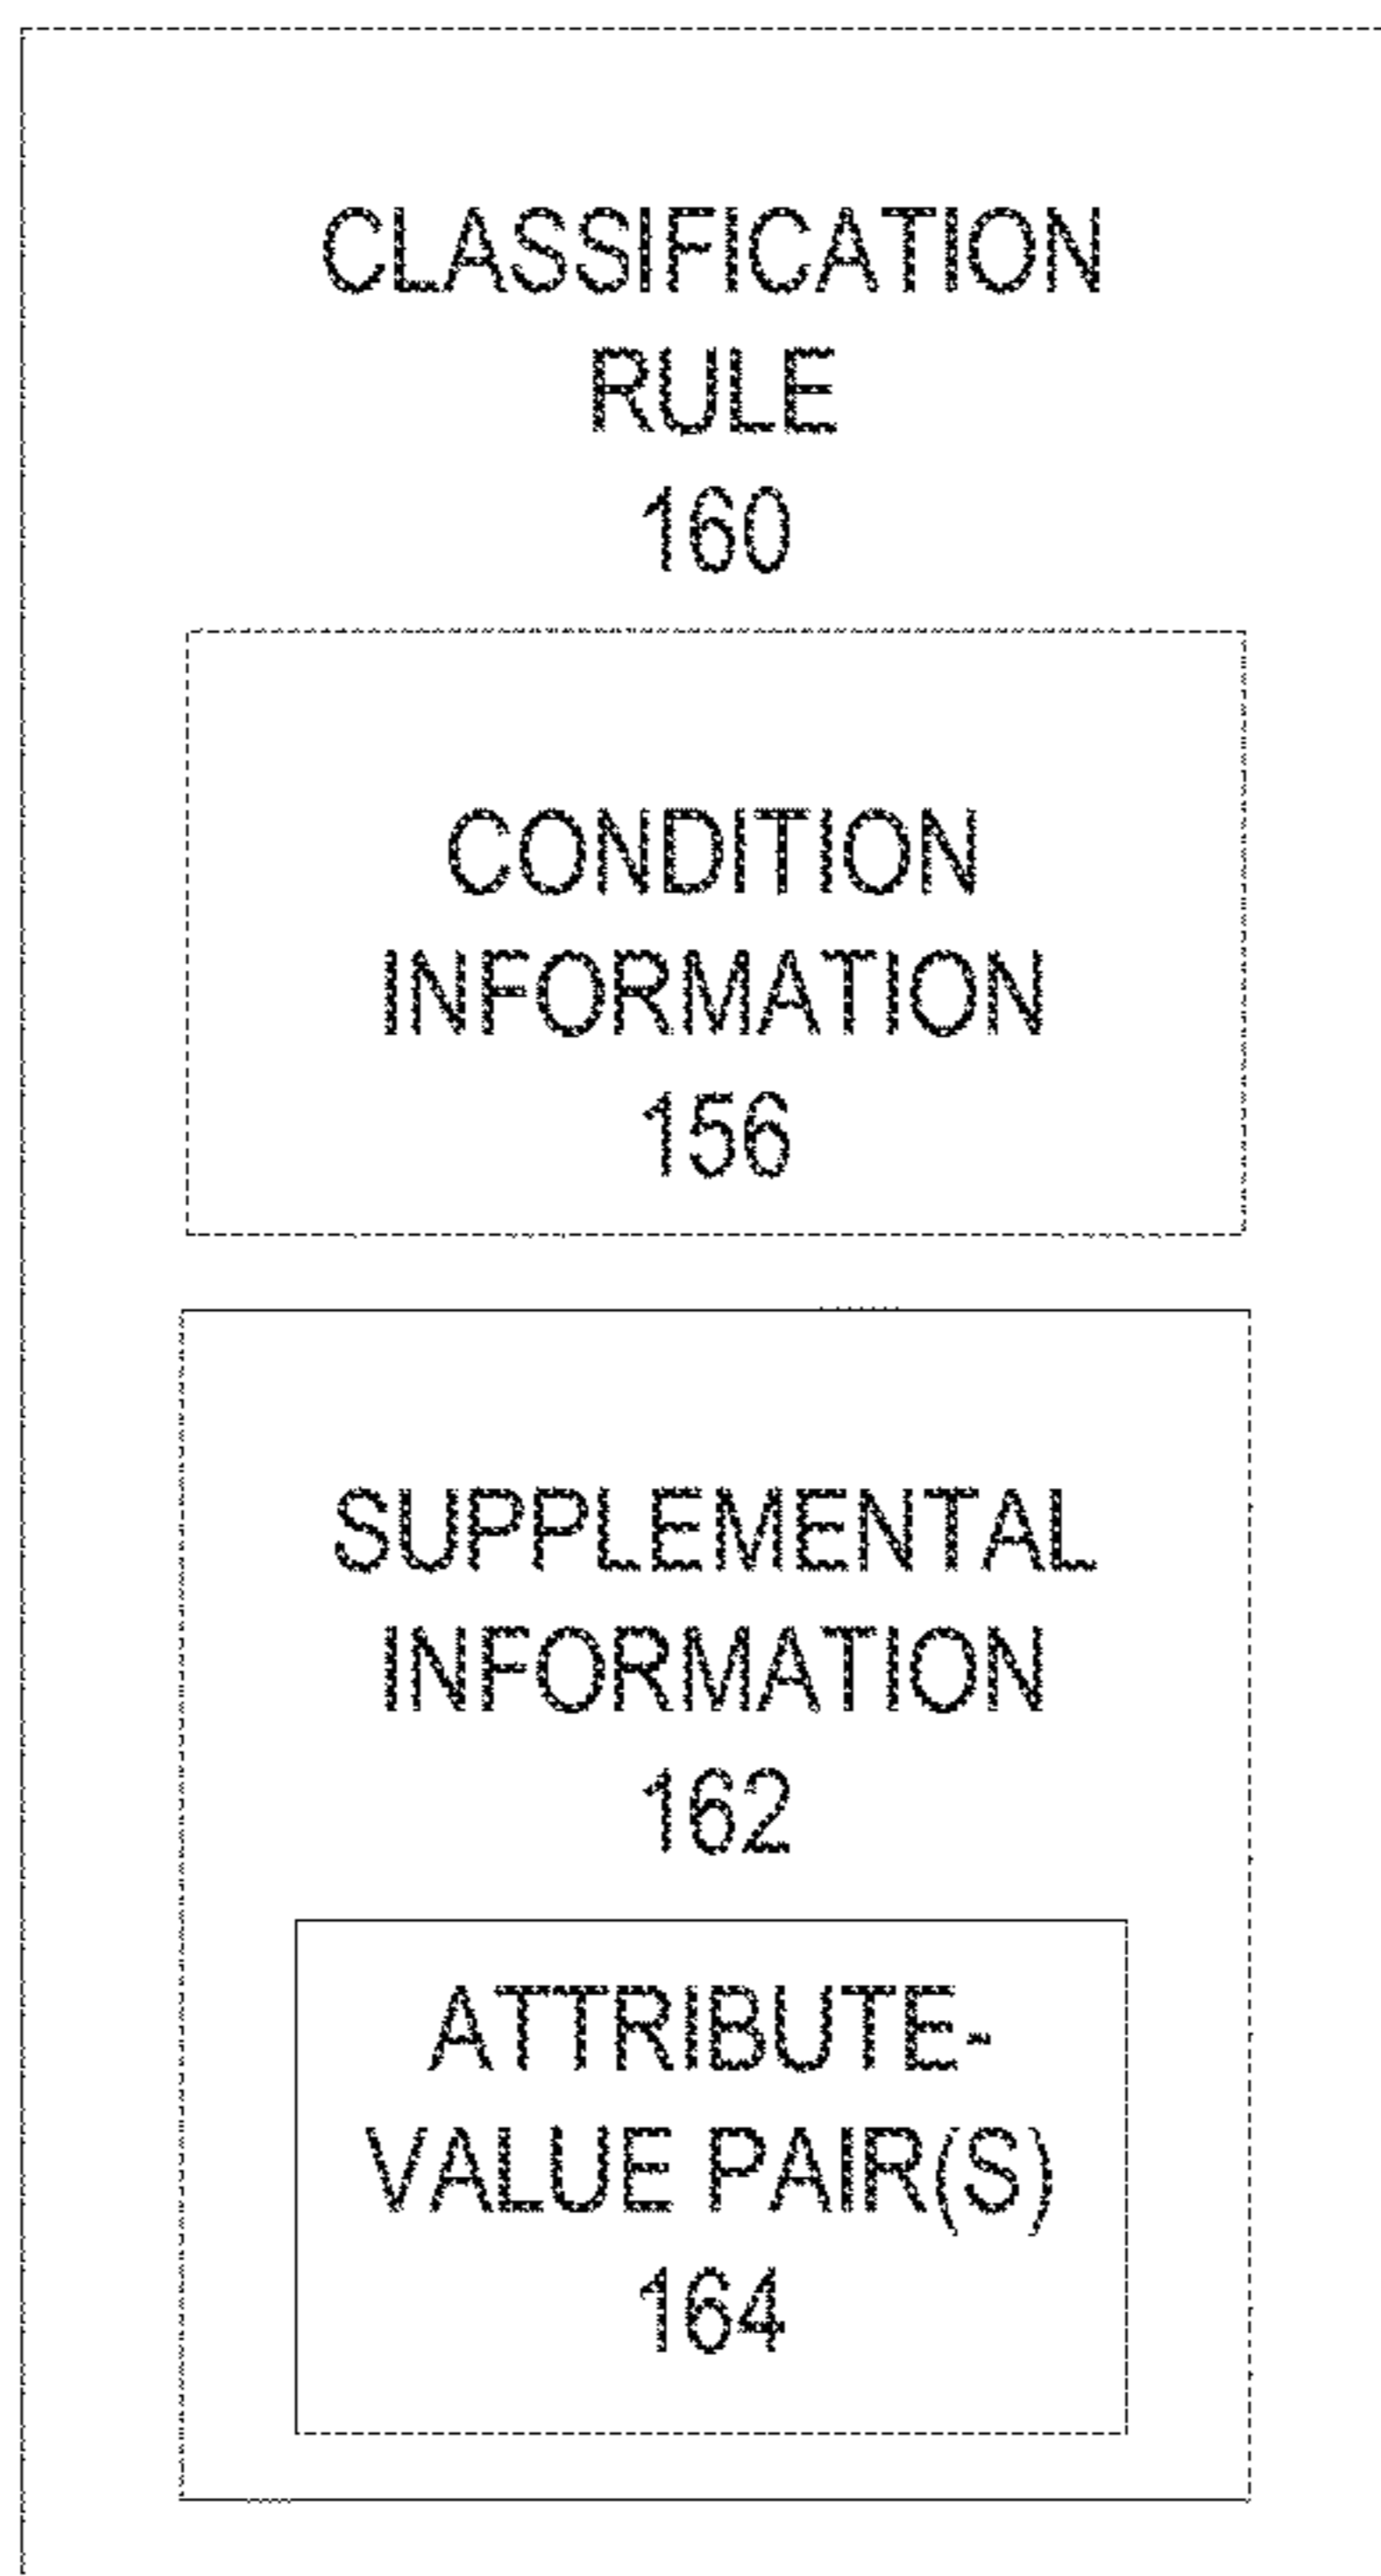 CLASSIFICATION
RULE
160
CONDITION
INFORMATION
156
SUPPLEMENTAL
INFORMATION
162
ATTRIBUTE-
VALUE PAIR(S)
164